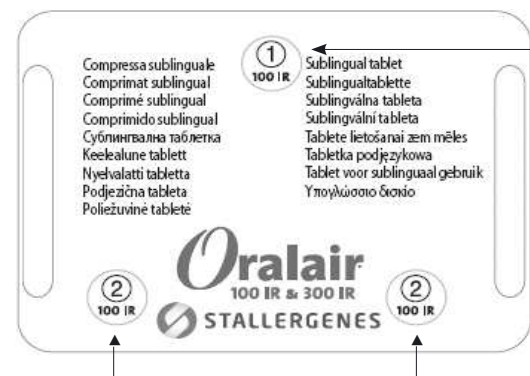 1
100 IR
Compressa sublinguale
Comprimat sublingual
Comprimé sublingual
Comprimido sublingual
Сублингвална таблетка
Keelealune tablett
Nyelvalatti tabletta
Podjezična tableta
Poliežuvinė tabletė
Sublingual tablet
Sublingualtablette
Sublingválna tableta
Sublingvální tableta
Tablete lietošanai zem mēles
Tabletka podjęzykowa
Tablet voor sublinguaal gebruik
Υπογλώσσιο δισκίο
Oralair
100 IR & 300 IR
STALLERGENES
2
100 IR
2
100 IR